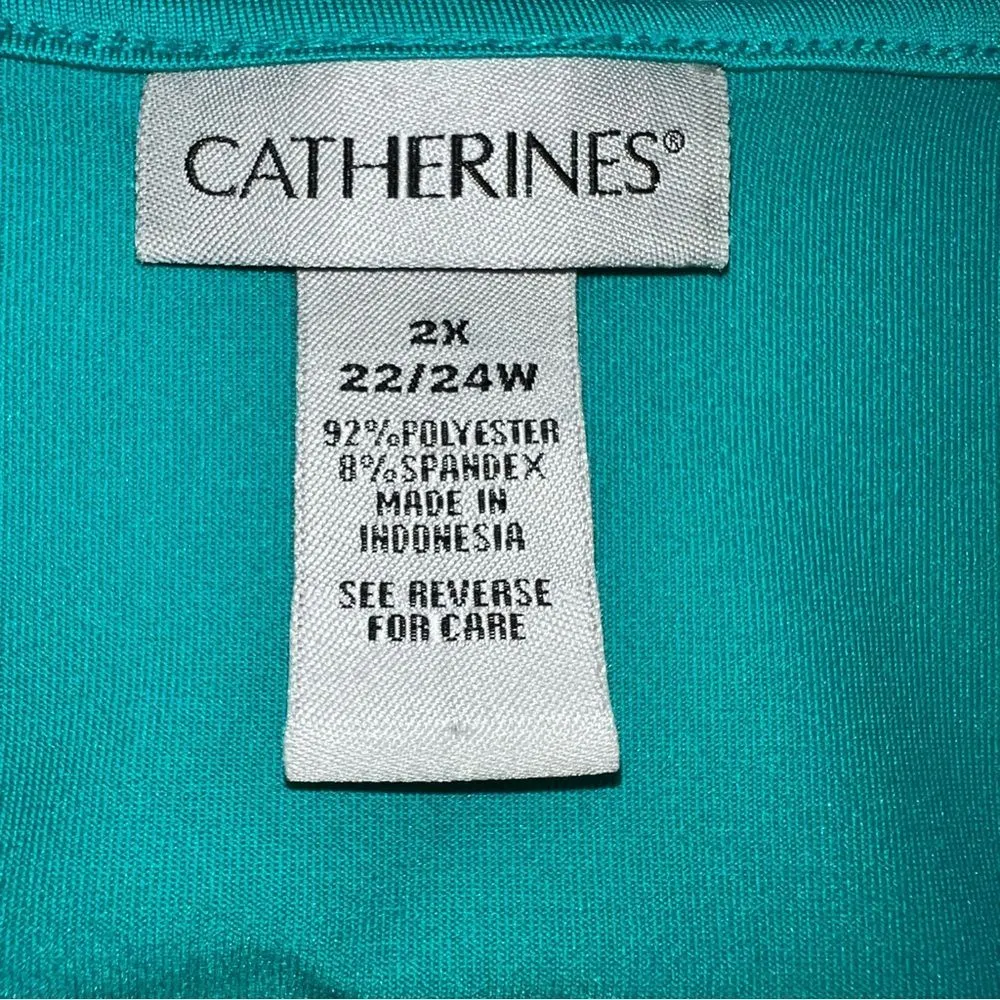 CATHERINES®
2X
22/24W
92%POLYESTER
8%SPANDEX
MADE IN
INDONESIA
SEE REVERSE
FOR CARE